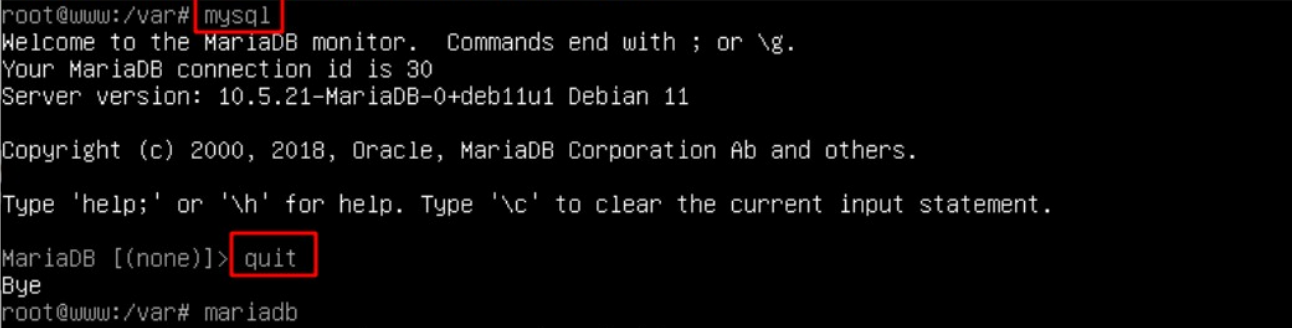 root@www:/var# mysql
Welcome to the MariaDB monitor.  Commands end with ; or \g.
Your MariaDB connection id is 30
Server version: 10.5.21-MariaDB-0+deb11u1 Debian 11
Copyright (c) 2000, 2018, Oracle, MariaDB Corporation Ab and others.
Type 'help;' or '\h' for help. Type '\c' to clear the current input statement.
MariaDB [(none)]> quit
Bye
root@www:/var# mariadb